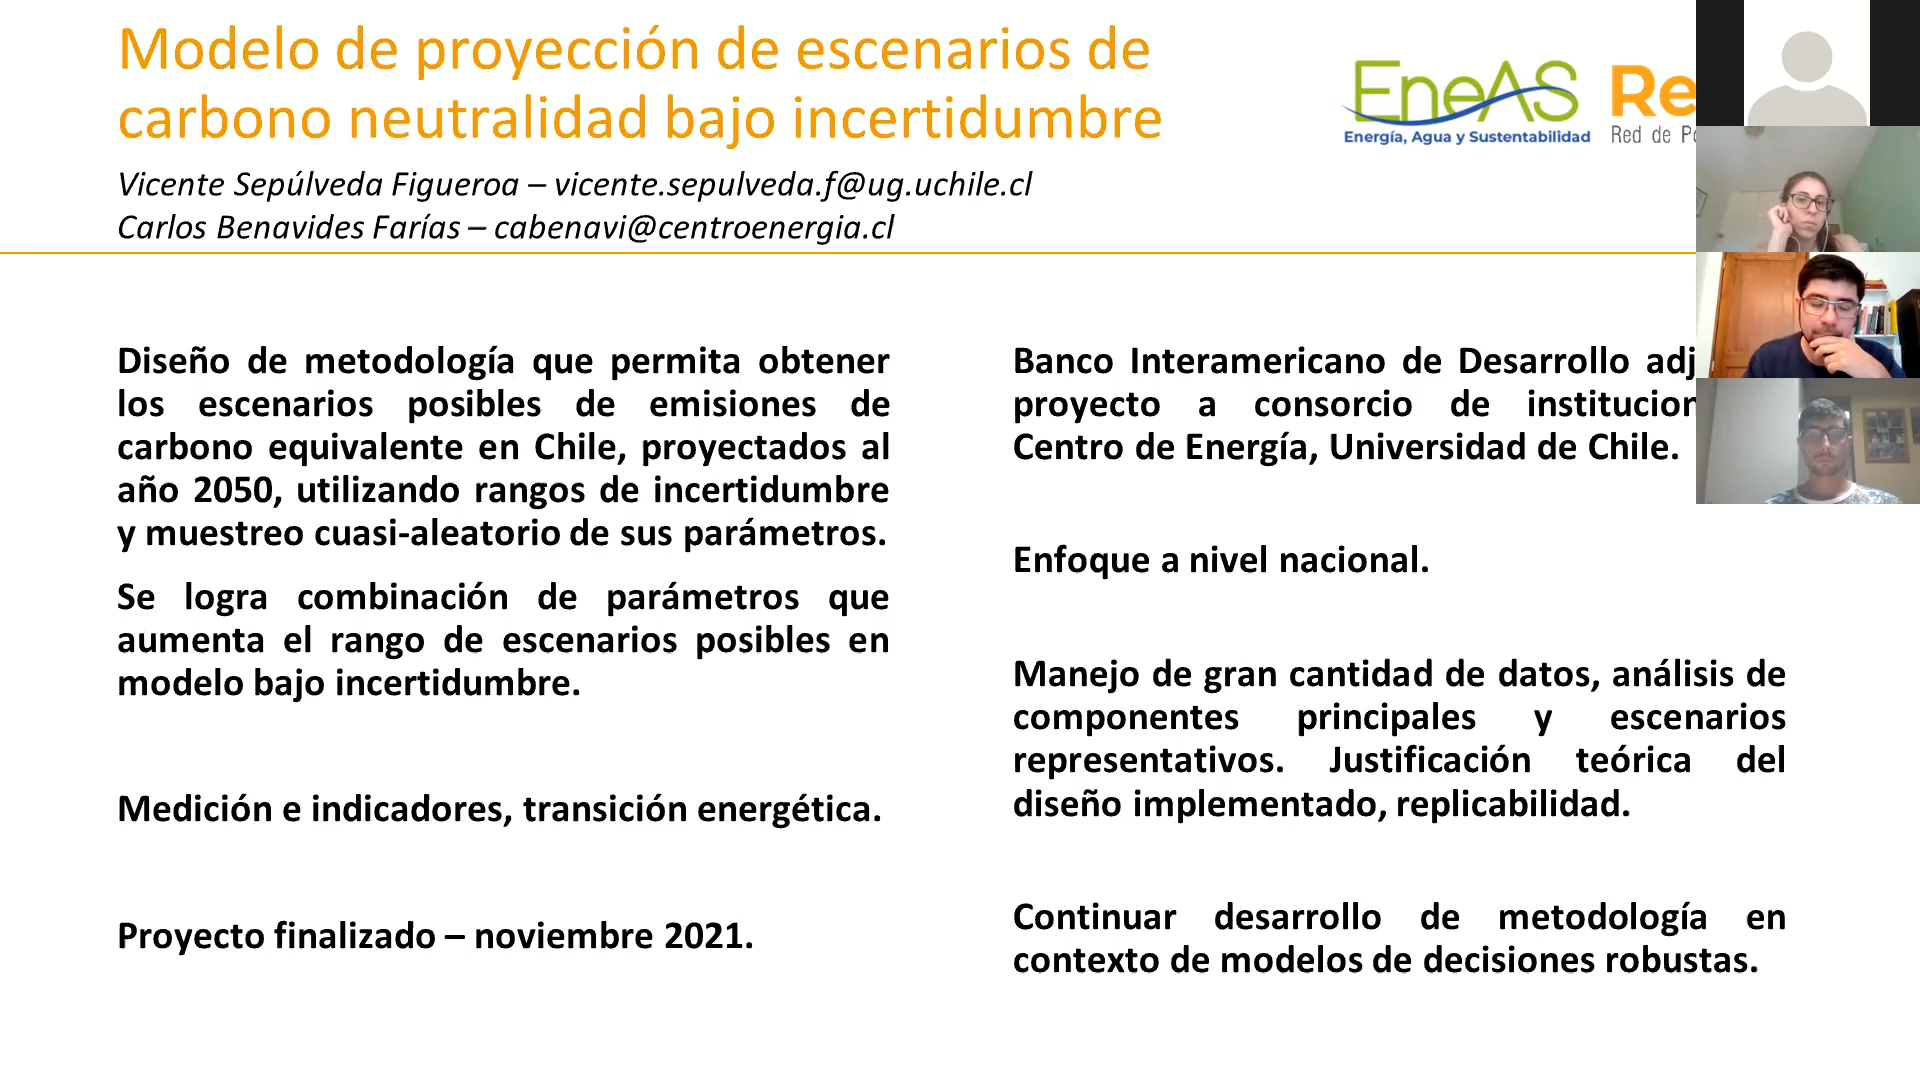 Modelo de proyección de escenarios de
carbono neutralidad bajo incertidumbre
Vicente Sepúlveda Figueroa – vicente.sepulveda.f@ug.uchile.cl
Carlos Benavides Farías – cabenavi@centroenergia.cl
EneAS
Energía, Agua y Sustentabilidad
Re
Red de
Diseño de metodología que permita obtener
los escenarios posibles de emisiones de
carbono equivalente en Chile, proyectados al
año 2050, utilizando rangos de incertidumbre
y muestreo cuasi-aleatorio de sus parámetros.
Se logra combinación de parámetros que
aumenta el rango de escenarios posibles en
modelo bajo incertidumbre.
Medición e indicadores, transición energética.
Proyecto finalizado – noviembre 2021.
Banco Interamericano de Desarrollo adj
proyecto a consorcio de institucion
Centro de Energía, Universidad de Chile.
Enfoque a nivel nacional.
Manejo de gran cantidad de datos, análisis de
componentes principales y escenarios
representativos. Justificación teórica del
diseño implementado, replicabilidad.
Continuar desarrollo de metodología en
contexto de modelos de decisiones robustas.